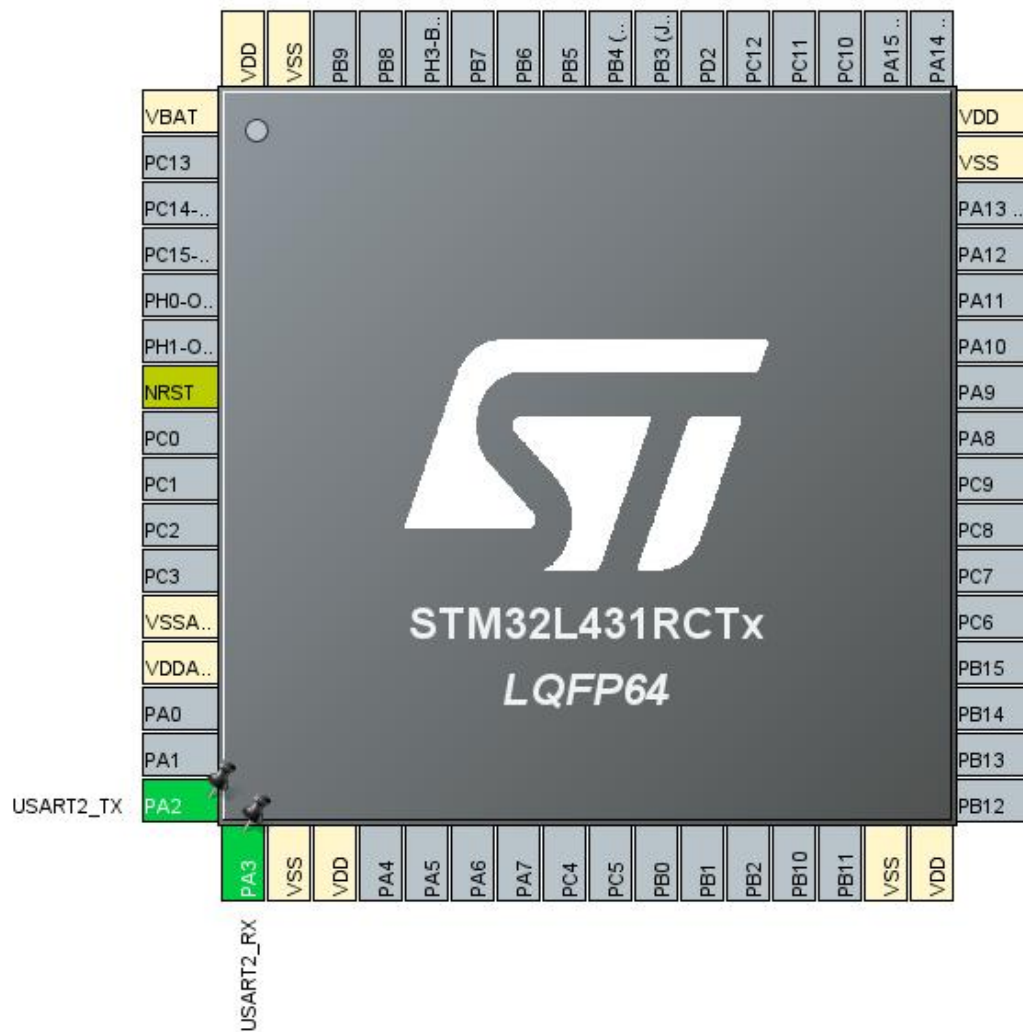 VDD
VSS
PB9
PB8
PH3-B..
PB7
PB6
PB5
PB4 (..
PB3 (J..
PD2
PC12
PC11
PC10
PA15 ..
PA14 ..
VBAT
PC13
PC14-..
PC15-..
PH0-O..
PH1-O..
NRST
PC0
PC1
PC2
PC3
VSSA..
VDDA..
PA0
PA1
USART2_TX PA2
VDD
VSS
PA13 ..
PA12
PA11
PA10
PA9
PA8
PC9
PC8
PC7
PC6
PB15
PB14
PB13
PB12
ST
STM32L431RCTx
LQFP64
PA3
VSS
VDD
PA4
PA5
PA6
PA7
PC4
PC5
PB0
PB1
PB2
PB10
PB11
VSS
VDD
USART2_RX